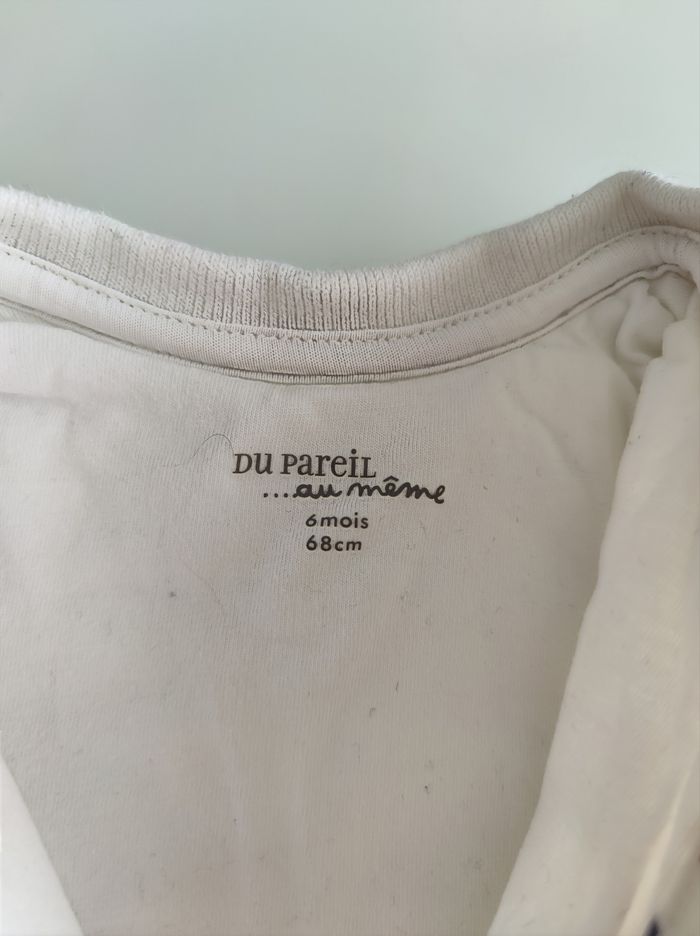 Du Pareil
...au même
6mois
68cm